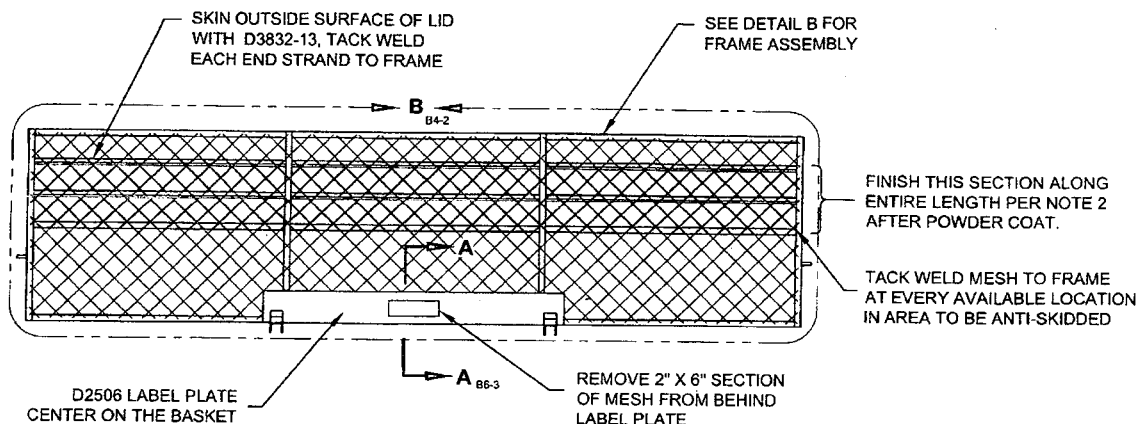 SKIN OUTSIDE SURFACE OF LID
WITH D3832-13, TACK WELD
EACH END STRAND TO FRAME
SEE DETAIL B FOR
FRAME ASSEMBLY
B
B4-2
FINISH THIS SECTION ALONG
ENTIRE LENGTH PER NOTE 2
AFTER POWDER COAT.
A
TACK WELD MESH TO FRAME
AT EVERY AVAILABLE LOCATION
IN AREA TO BE ANTI-SKIDDED
A B6-3
D2506 LABEL PLATE
CENTER ON THE BASKET
REMOVE 2" X 6" SECTION
OF MESH FROM BEHIND
LABEL PLATE